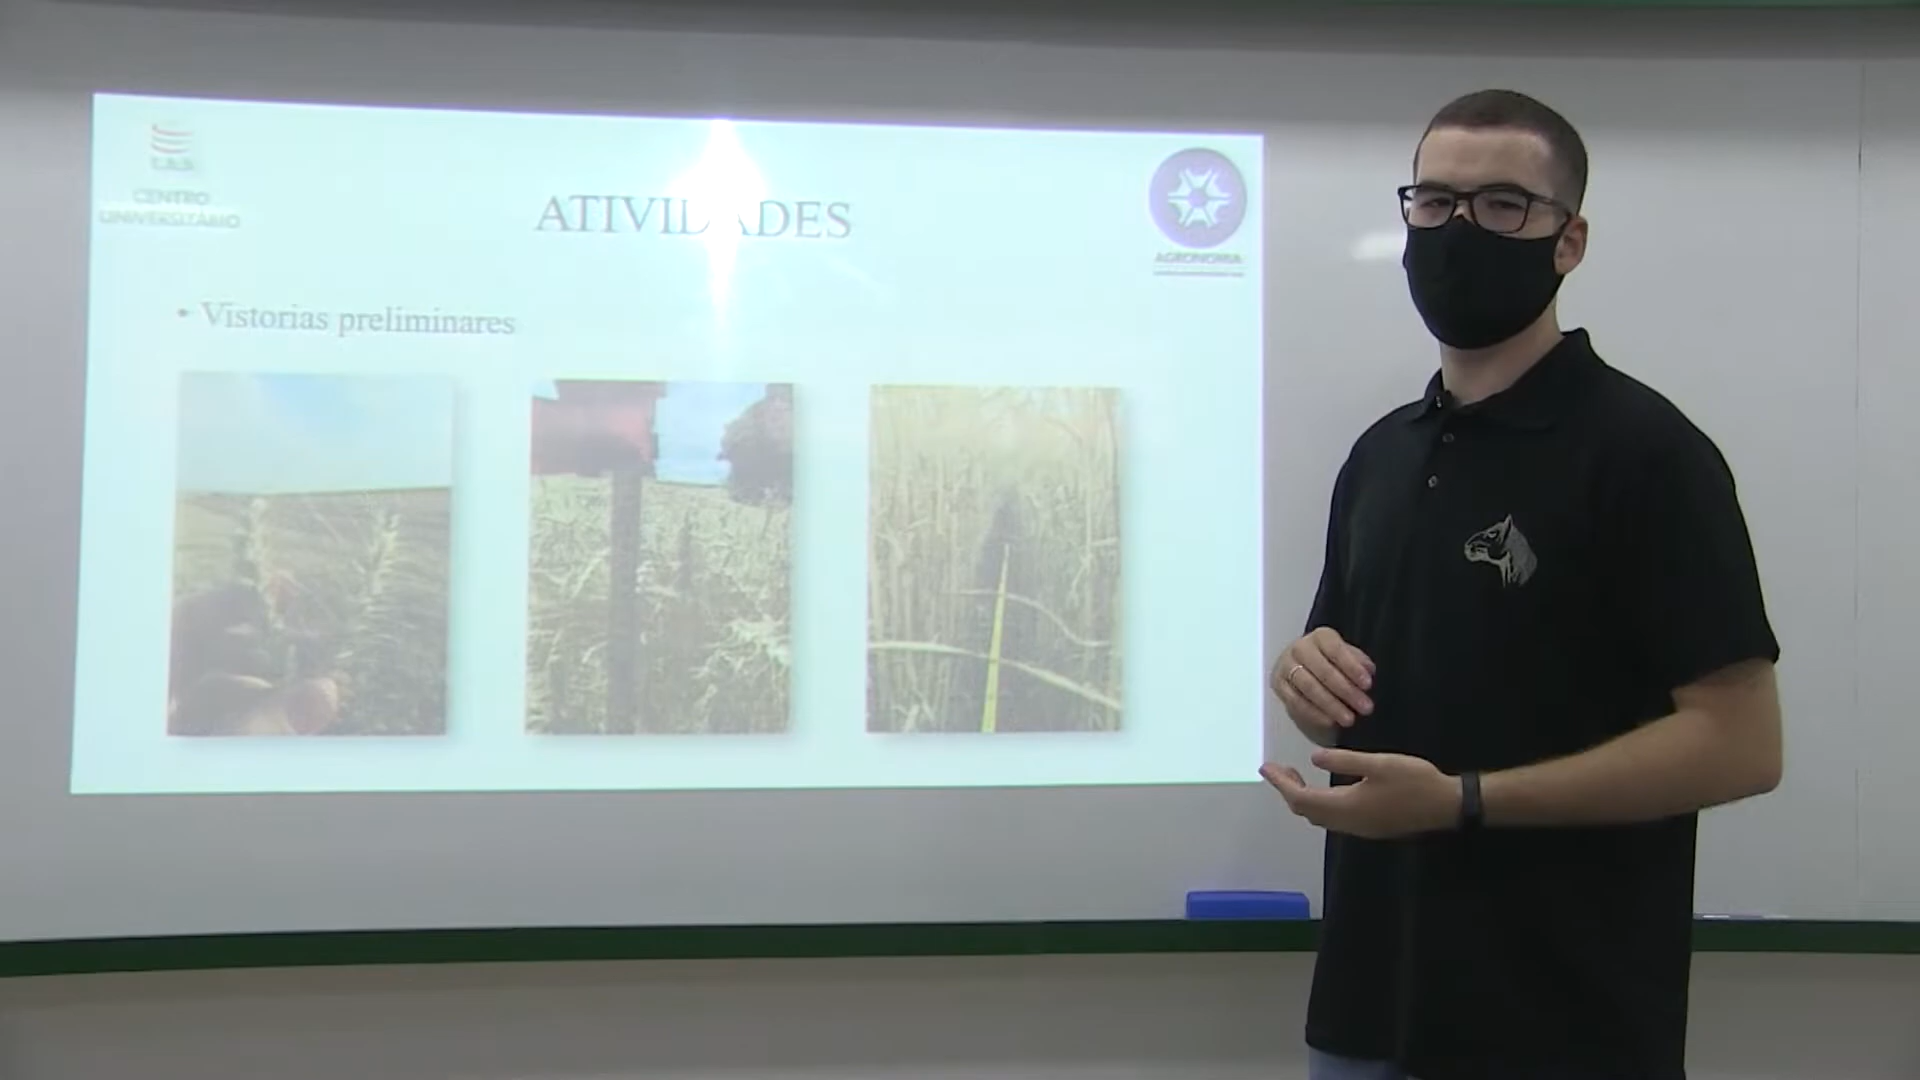 CENTRO
UNIVERSITÁRIO
ATIVIDADES
AGRONOMIA
• Vistorias preliminares